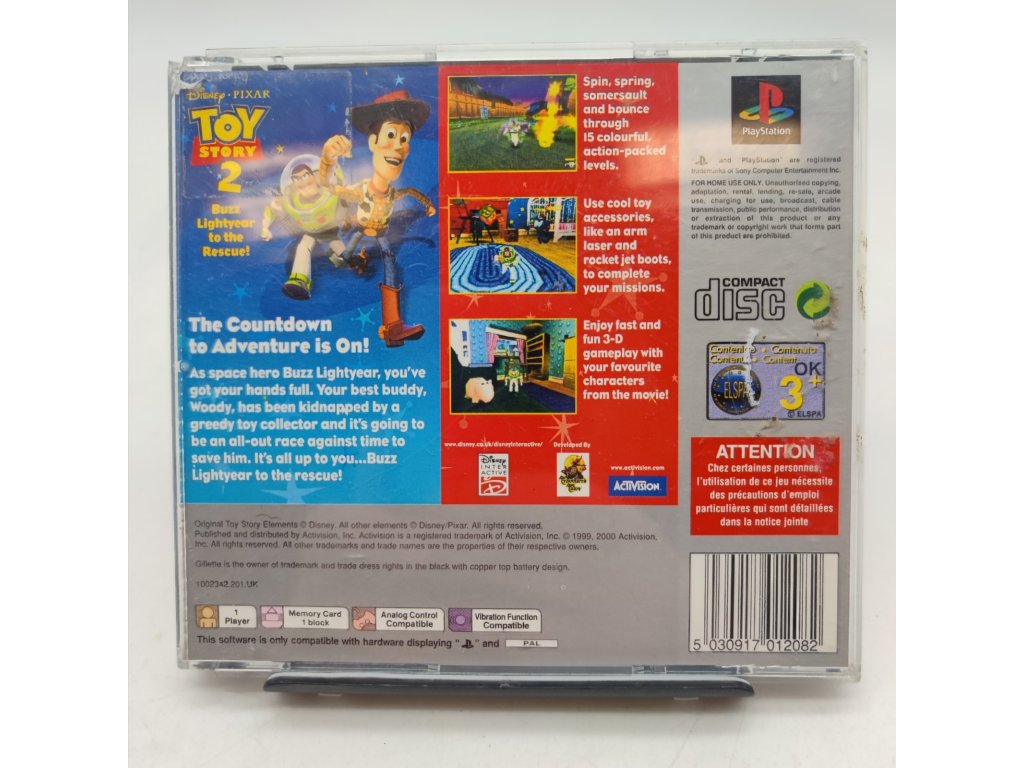 DISNEY • PIXAR
TOY
STORY
2
Buzz
Lightyear
to the
Rescue!
The Countdown
to Adventure is On!
As space hero Buzz Lightyear, you've
got your hands full. Your best buddy,
Woody, has been kidnapped by a
greedy toy collector and it's going to
be an all-out race against time to
save him. It's all up to you...Buzz
Lightyear to the rescue!
Spin, spring,
somersault
and bounce
through
15 colourful,
action-packed
levels.
Use cool toy
accessories,
like an arm
laser and
rocket jet boots,
to complete
your missions.
Enjoy fast and
fun 3-D
gameplay with
your favourite
characters
from the movie!
www.disney.co.uk/disneyinteractive/
Developed By
www.activision.com
Disney
INTER
ACTIVE
ACTIVISION
PlayStation
" " and "PlayStation" are registered
trademarks of Sony Computer Entertainment Inc.
FOR HOME USE ONLY. Unauthorised copying,
adaptation, rental, lending, re-sale, arcade
use, charging for use, broadcast, cable
transmission, public performance, distribution
or extraction of this product or any
trademark or copyright work that forms part
of this product are prohibited.
COMPACT
disc
Contenido • Contenuto
Contenu • Content
ELSPA
OK
3+
© ELSPA
ATTENTION
Chez certaines personnes,
l'utilisation de ce jeu nécessite
des précautions d'emploi
particulières qui sont détaillées
dans la notice jointe
Original Toy Story Elements © Disney. All other elements © Disney/Pixar. All rights reserved.
Published and distributed by Activision, Inc. Activision is a registered trademark of Activision, Inc. © 1999, 2000 Activision,
Inc. All rights reserved. All other trademarks and trade names are the properties of their respective owners.
Gillette is the owner of trademark and trade dress rights in the black with copper top battery design.
1002342.201.UK
1
Player
Memory Card
1 block
Analog Control
Compatible
Vibration Function
Compatible
This software is only compatible with hardware displaying " " and PAL
5 030917 012082